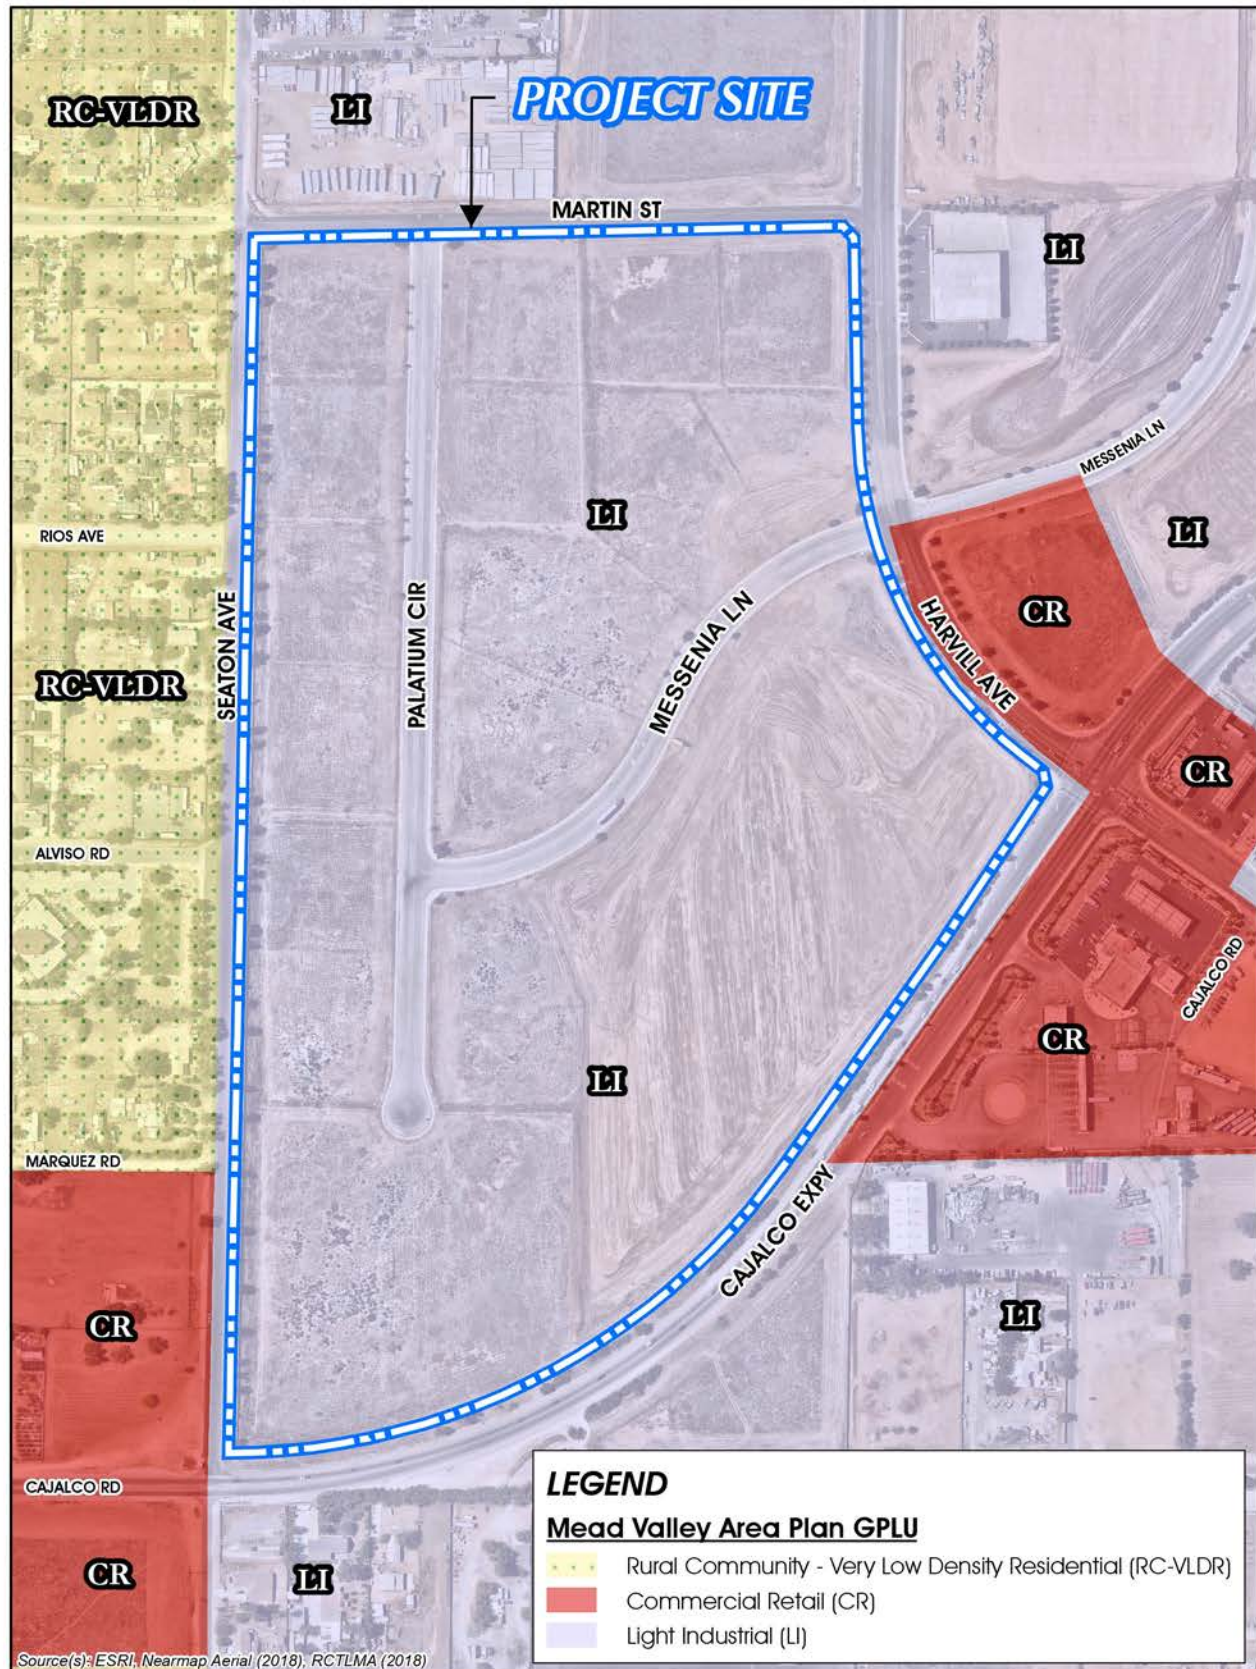 RC-VLDR
LI
PROJECT SITE
MARTIN ST
LI
MESSENIA LN
RIOS AVE
LI
LI
SEATON AVE
PALATIUM CIR
MESSENIA LN
HARVILL AVE
CR
RC-VLDR
CR
ALVISO RD
CAJALCO RD
CR
LI
MARQUEZ RD
CAJALCO EXPY
CR
LI
CAJALCO RD
CR
LI
LEGEND
Mead Valley Area Plan GPLU
Rural Community - Very Low Density Residential (RC-VLDR)
Commercial Retail (CR)
Light Industrial (LI)
Source(s): ESRI, Nearmap Aerial (2018), RCTLMA (2018)